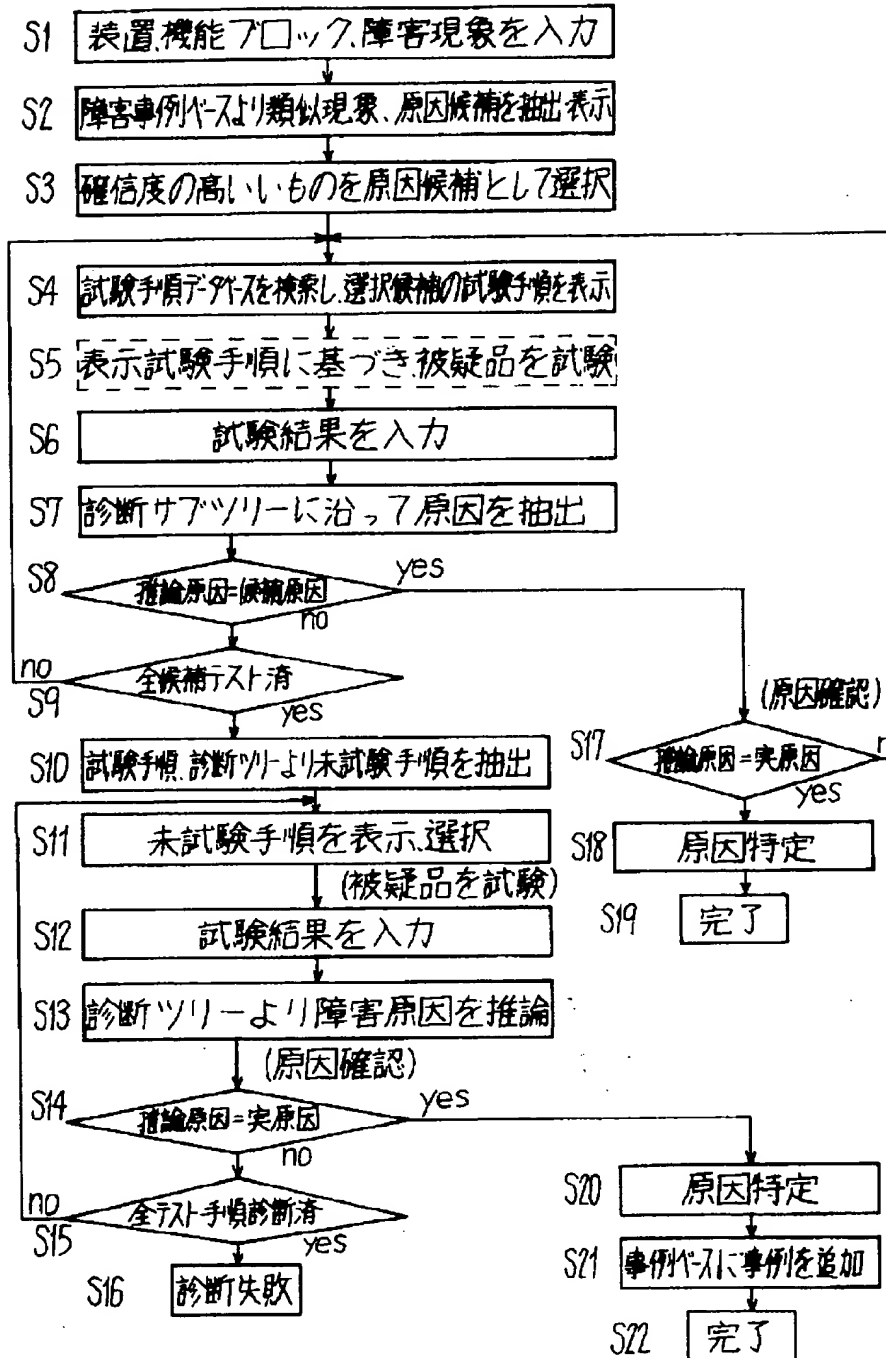 S1 装置、機能ブロック、障害現象を入力
S2 障害事例ベースより類似現象、原因候補を抽出表示
S3 確信度の高いいものを原因候補として選択
S4 試験手順データベースを検索し、選択候補の試験手順を表示
S5 表示試験手順に基づき、被疑品を試験
S6 試験結果を入力
S7 診断サブツリーに沿って原因を抽出
S8 推論原因=候補原因
yes
no
S9 全候補テスト済
no
yes
S10 試験手順、診断ツリーより未試験手順を抽出
S11 未試験手順を表示、選択
(被疑品を試験)
S12 試験結果を入力
S13 診断ツリーより障害原因を推論
(原因確認)
S14 推論原因=実原因
yes
no
S15 全テスト手順診断済
no
yes
S16 診断失敗
(原因確認)
S17 推論原因=実原因
yes
S18 原因特定
S19 完了
S20 原因特定
S21 事例ベースに事例を追加
S22 完了